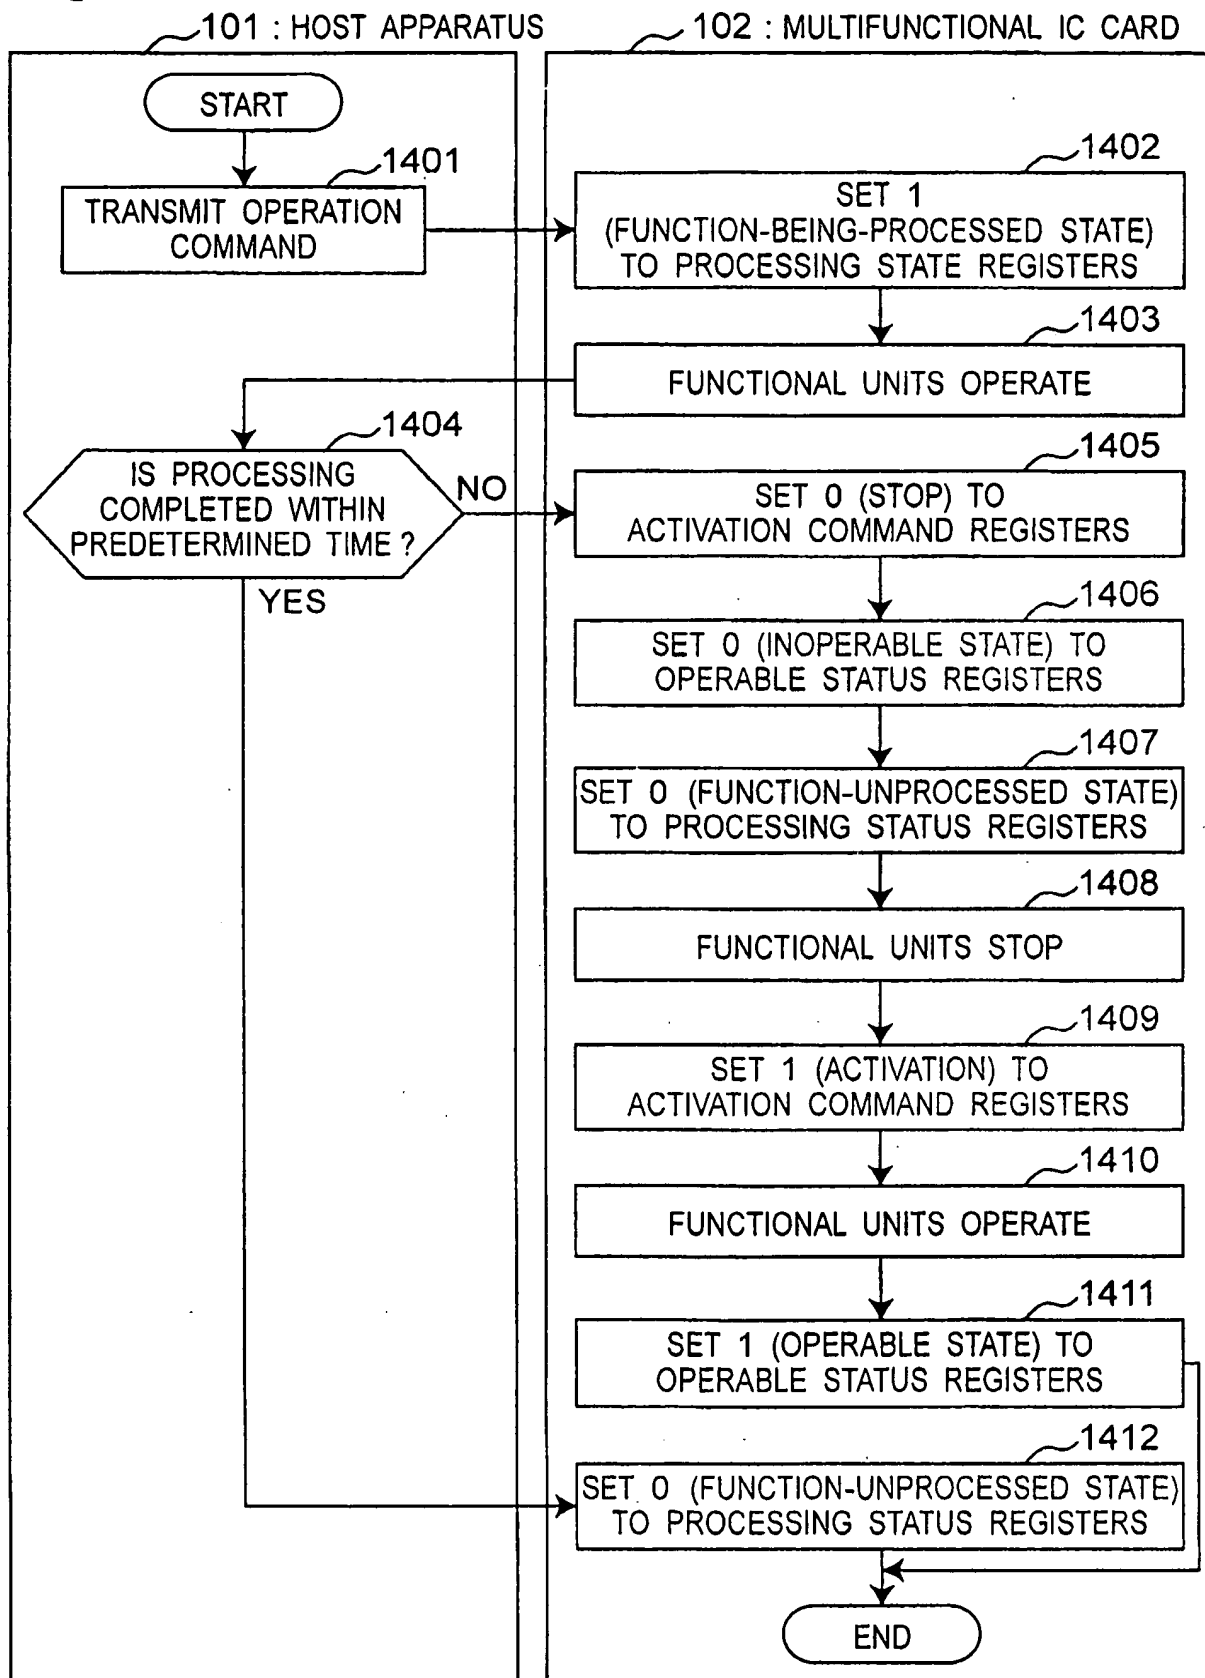 101 : HOST APPARATUS
102 : MULTIFUNCTIONAL IC CARD
START
1401
TRANSMIT OPERATION
COMMAND
1402
SET 1
(FUNCTION-BEING-PROCESSED STATE)
TO PROCESSING STATE REGISTERS
1403
FUNCTIONAL UNITS OPERATE
1404
IS PROCESSING
COMPLETED WITHIN
PREDETERMINED TIME ?
NO
YES
1405
SET 0 (STOP) TO
ACTIVATION COMMAND REGISTERS
1406
SET 0 (INOPERABLE STATE) TO
OPERABLE STATUS REGISTERS
1407
SET 0 (FUNCTION-UNPROCESSED STATE)
TO PROCESSING STATUS REGISTERS
1408
FUNCTIONAL UNITS STOP
1409
SET 1 (ACTIVATION) TO
ACTIVATION COMMAND REGISTERS
1410
FUNCTIONAL UNITS OPERATE
1411
SET 1 (OPERABLE STATE) TO
OPERABLE STATUS REGISTERS
1412
SET 0 (FUNCTION-UNPROCESSED STATE)
TO PROCESSING STATUS REGISTERS
END